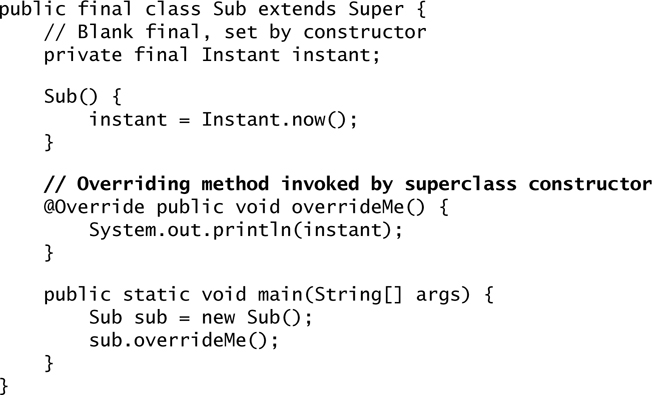 public final class Sub extends Super {
    // Blank final, set by constructor
    private final Instant instant;

    Sub() {
        instant = Instant.now();
    }

    // Overriding method invoked by superclass constructor
    @Override public void overrideMe() {
        System.out.println(instant);
    }

    public static void main(String[] args) {
        Sub sub = new Sub();
        sub.overrideMe();
    }
}